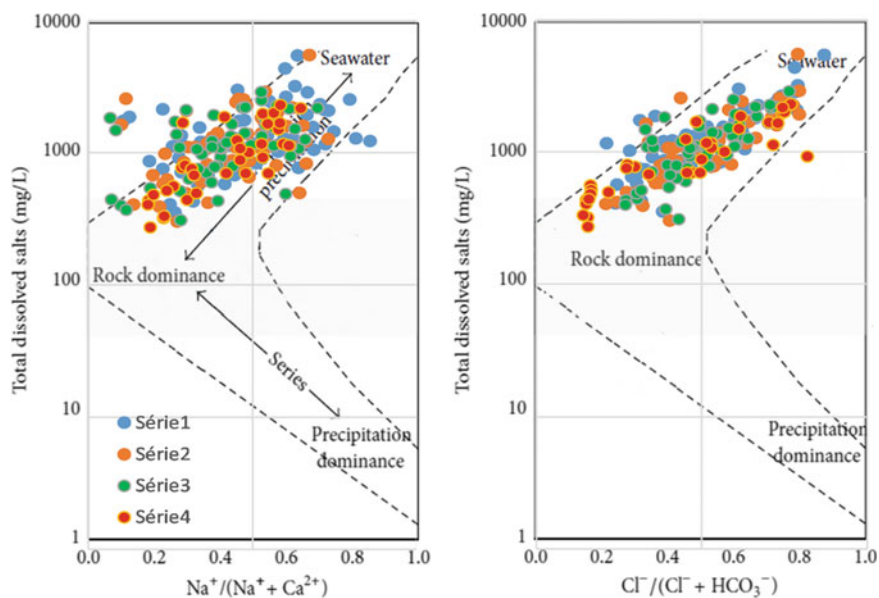 10000
1000
100
10
1
Total dissolved salts (mg/L)
Seawater
precipitation
Rock dominance
Series
Precipitation
dominance
Série1
Série2
Série3
Série4
0.0 0.2 0.4 0.6 0.8 1.0
Na⁺/(Na⁺ + Ca²⁺)
10000
1000
100
10
1
Total dissolved salts (mg/L)
Seawater
Rock dominance
Precipitation
dominance
0.0 0.2 0.4 0.6 0.8 1.0
Cl⁻/(Cl⁻ + HCO₃⁻)